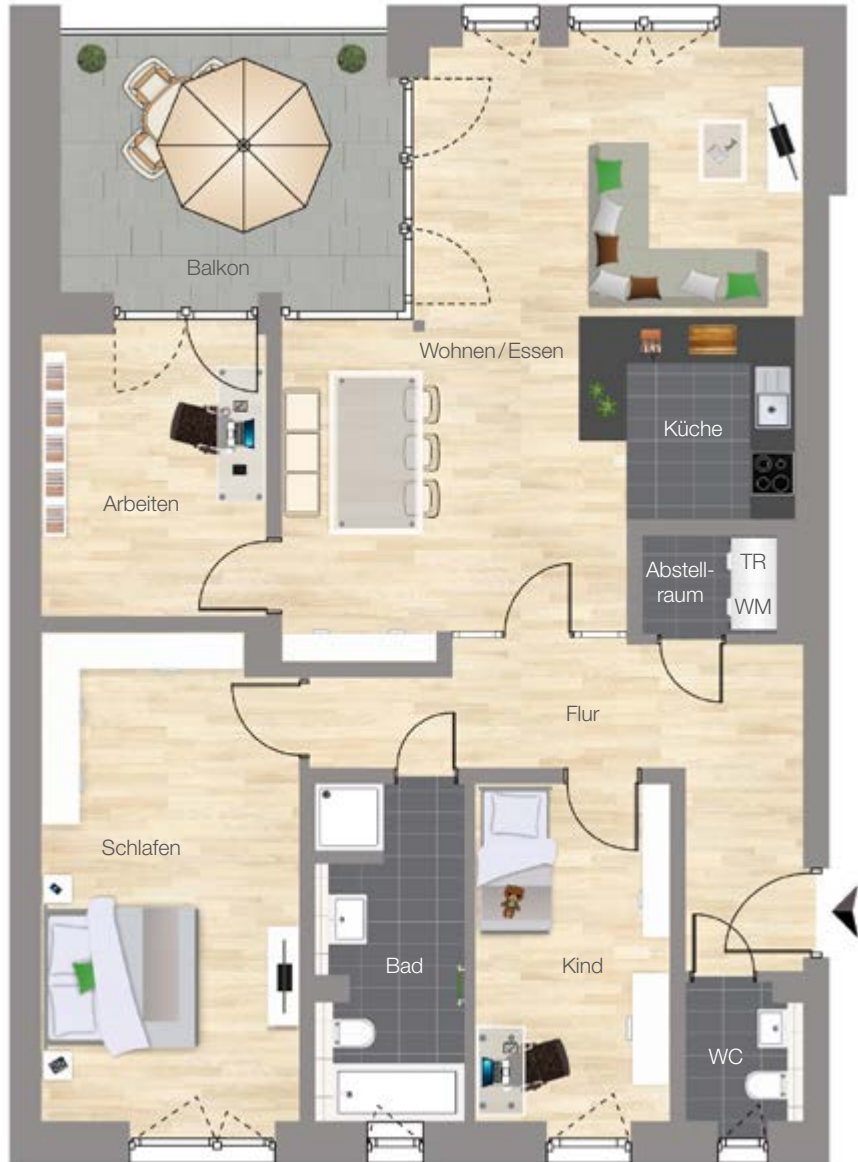 Balkon
Wohnen/Essen
Küche
Arbeiten
Abstell-
raum
TR
WM
Flur
Schlafen
Bad
Kind
WC